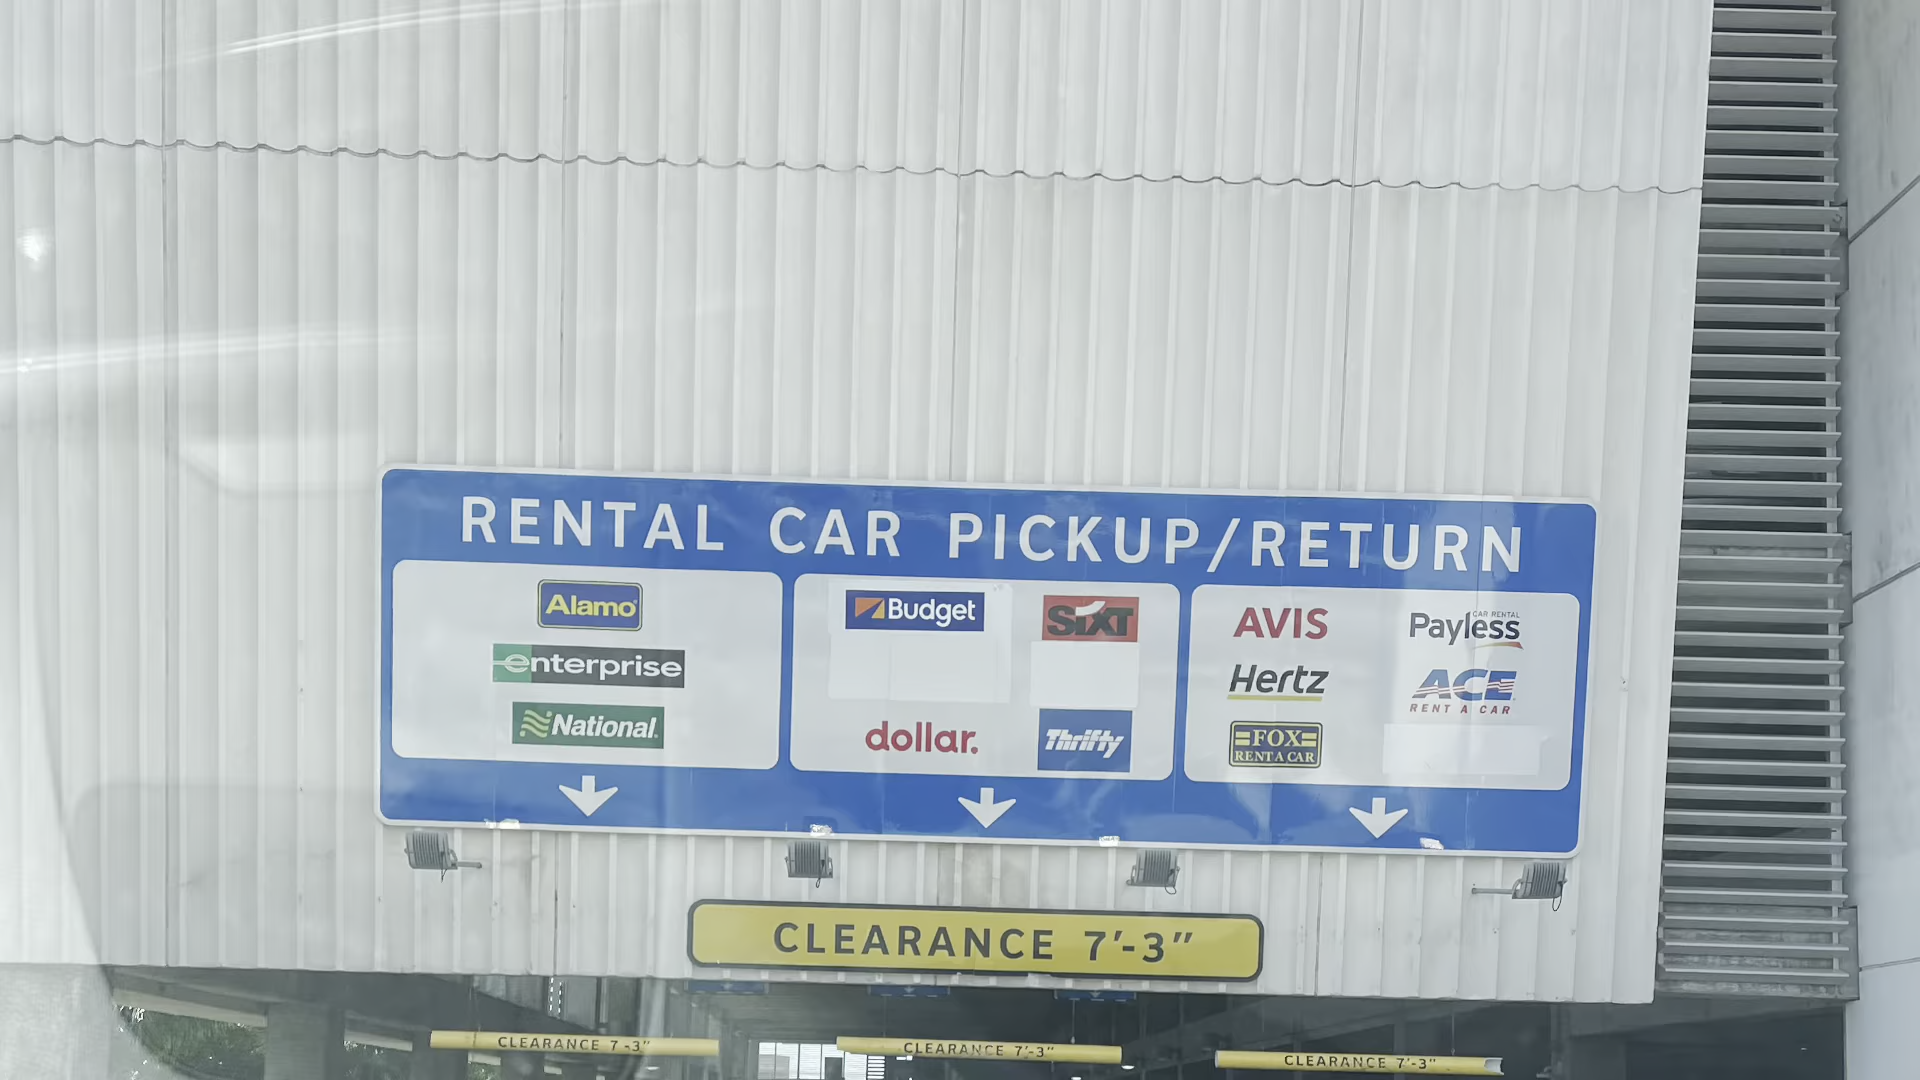 RENTAL CAR PICKUP/RETURN
Alamo
enterprise
National
Budget
SiXT
dollar.
Thrifty
AVIS
Hertz
FOX
RENT A CAR
CAR RENTAL
Payless
ACE
RENT A CAR
CLEARANCE 7'-3"
CLEARANCE 7'-3"
CLEARANCE 7'-3"
CLEARANCE 7'-3"